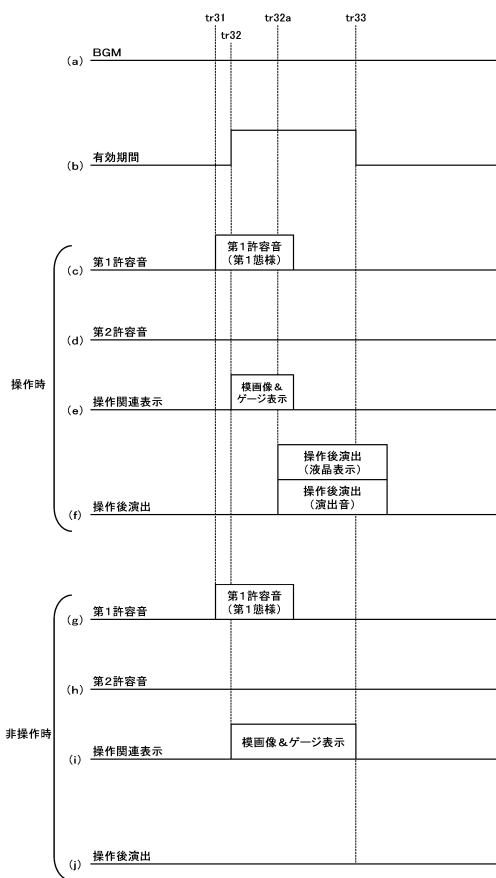 tr31
tr32a
tr33
tr32
(a) BGM
(b) 有効期間
操作時
(c) 第1許容音
第1許容音
(第1態様)
(d) 第2許容音
(e) 操作関連表示
模画像&
ゲージ表示
操作後演出
(液晶表示)
操作後演出
(演出音)
(f) 操作後演出
非操作時
(g) 第1許容音
第1許容音
(第1態様)
(h) 第2許容音
(i) 操作関連表示
模画像&ゲージ表示
(j) 操作後演出